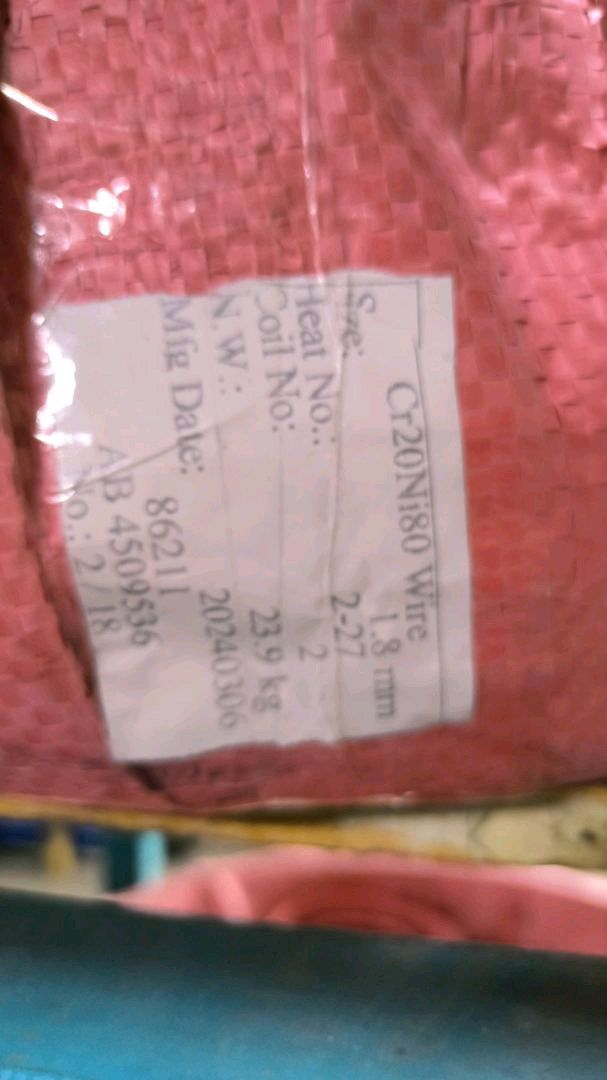 Cr20Ni80 Wire
Size: 1.8 mm
Heat No.: 2-27
Coil No: 2
N.W.: 23.9 kg
Mfg Date: 20240306
86211
AB 4509536
No.: 2 / 18